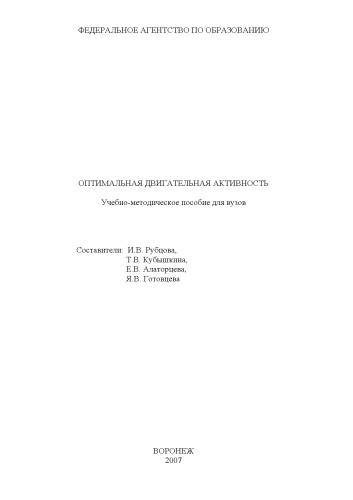 ФЕДЕРАЛЬНОЕ АГЕНТСТВО ПО ОБРАЗОВАНИЮ
ОПТИМАЛЬНАЯ ДВИГАТЕЛЬНАЯ АКТИВНОСТЬ
Учебно-методическое пособие для вузов
Составители: И.В. Рубцова,
Т.В. Кубышкина,
Е.В. Алаторцева,
Я.В. Готовцева
ВОРОНЕЖ
2007